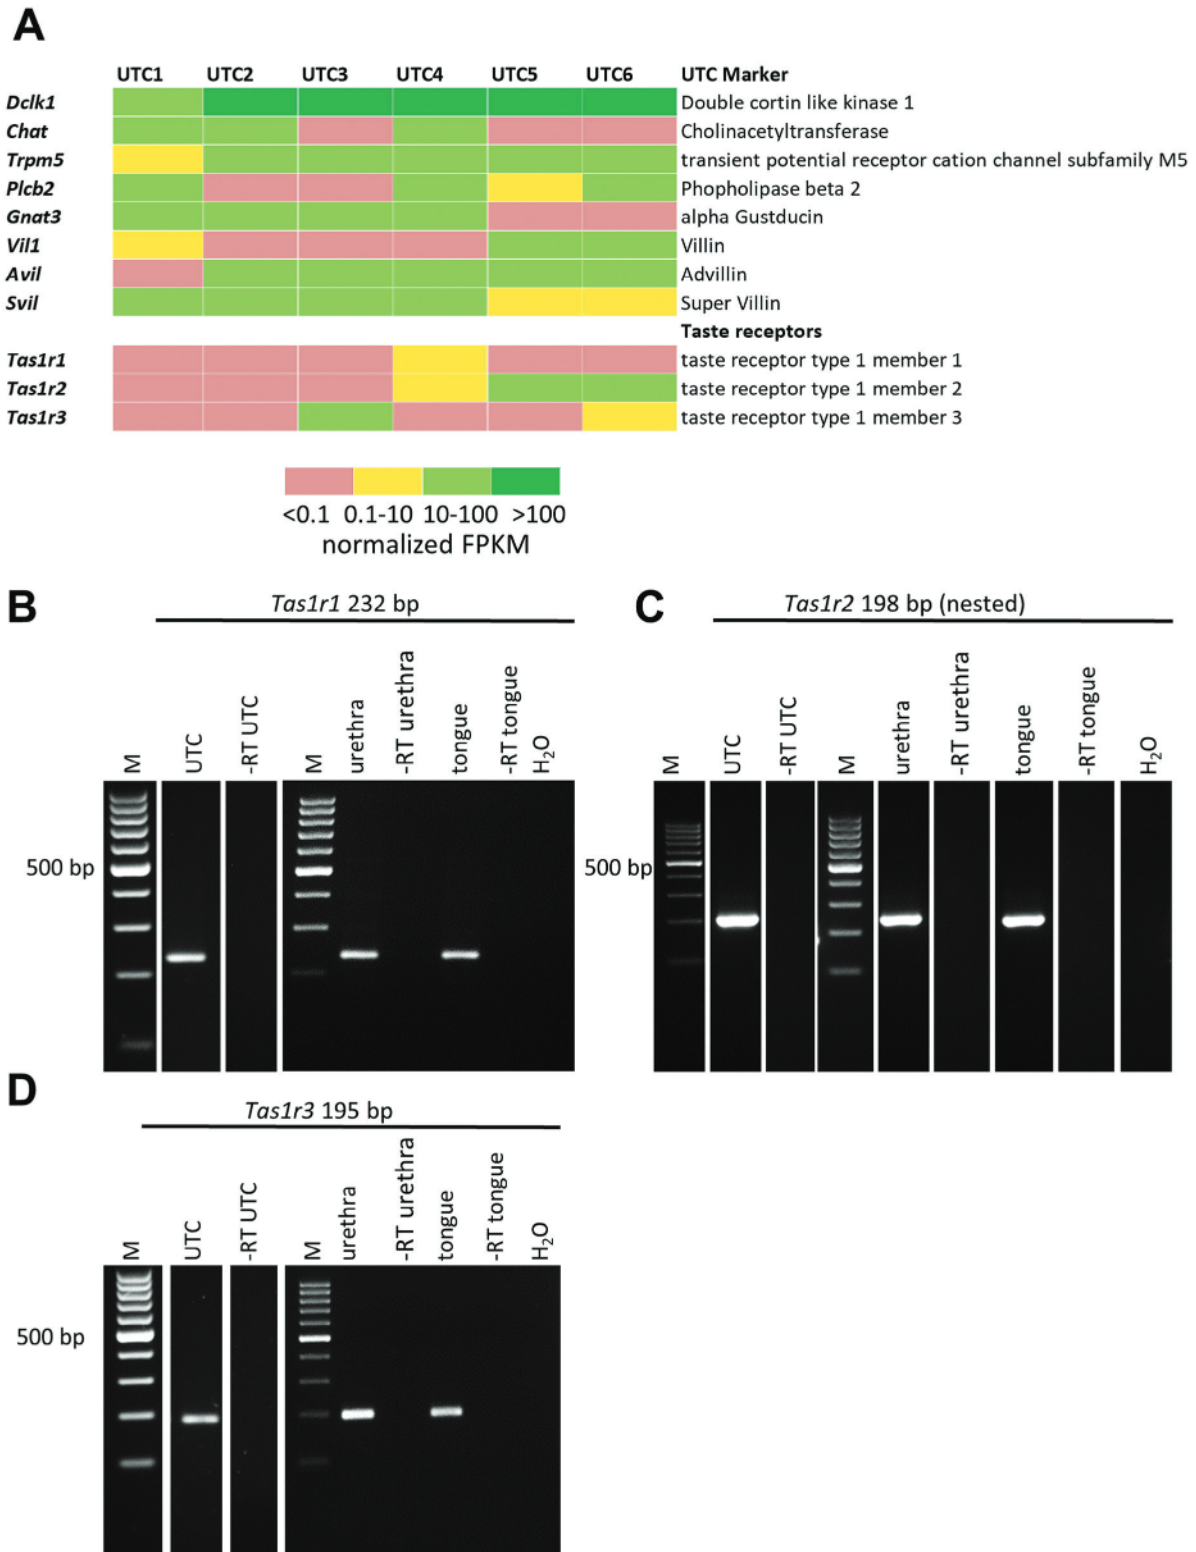 A
UTC1 UTC2 UTC3 UTC4 UTC5 UTC6 UTC Marker
Dclk1 Double cortin like kinase 1
Chat Cholinacetyltransferase
Trpm5 transient potential receptor cation channel subfamily M5
Plcb2 Phopholipase beta 2
Gnat3 alpha Gustducin
Vil1 Villin
Avil Advillin
Svil Super Villin
Taste receptors
Tas1r1 taste receptor type 1 member 1
Tas1r2 taste receptor type 1 member 2
Tas1r3 taste receptor type 1 member 3
<0.1 0.1-10 10-100 >100
normalized FPKM
B
Tas1r1 232 bp
M UTC -RT UTC M urethra -RT urethra tongue -RT tongue H₂O
500 bp
C
Tas1r2 198 bp (nested)
M UTC -RT UTC M urethra -RT urethra tongue -RT tongue H₂O
500 bp
D
Tas1r3 195 bp
M UTC -RT UTC M urethra -RT urethra tongue -RT tongue H₂O
500 bp